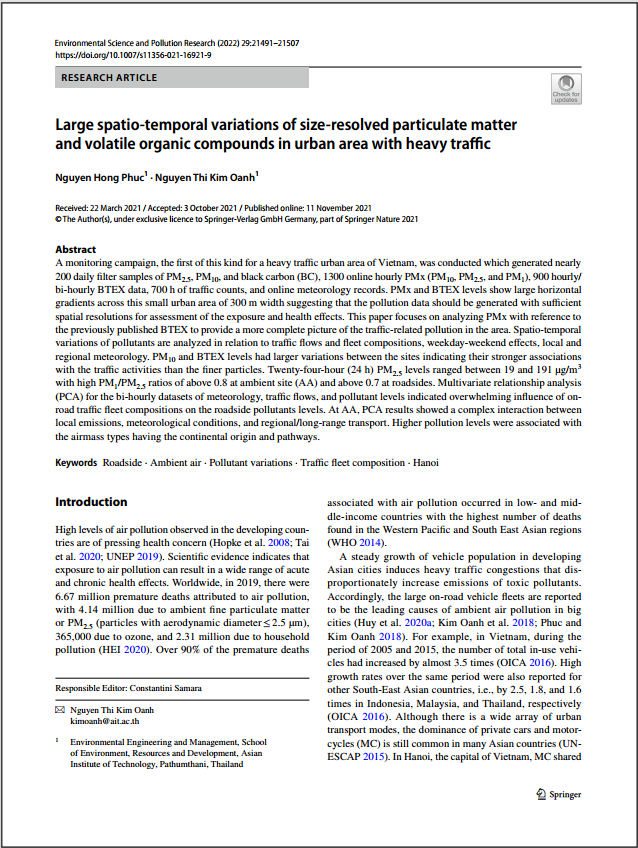 Environmental Science and Pollution Research (2022) 29:21491–21507
https://doi.org/10.1007/s11356-021-16921-9
RESEARCH ARTICLE
Check for
updates
Large spatio-temporal variations of size-resolved particulate matter
and volatile organic compounds in urban area with heavy traffic
Nguyen Hong Phuc1 · Nguyen Thi Kim Oanh1
Received: 22 March 2021 / Accepted: 3 October 2021 / Published online: 11 November 2021
© The Author(s), under exclusive licence to Springer-Verlag GmbH Germany, part of Springer Nature 2021
Abstract
A monitoring campaign, the first of this kind for a heavy traffic urban area of Vietnam, was conducted which generated nearly
200 daily filter samples of PM2.5, PM10, and black carbon (BC), 1300 online hourly PMx (PM10, PM2.5, and PM1), 900 hourly/
bi-hourly BTEX data, 700 h of traffic counts, and online meteorology records. PMx and BTEX levels show large horizontal
gradients across this small urban area of 300 m width suggesting that the pollution data should be generated with sufficient
spatial resolutions for assessment of the exposure and health effects. This paper focuses on analyzing PMx with reference to
the previously published BTEX to provide a more complete picture of the traffic-related pollution in the area. Spatio-temporal
variations of pollutants are analyzed in relation to traffic flows and fleet compositions, weekday-weekend effects, local and
regional meteorology. PM10 and BTEX levels had larger variations between the sites indicating their stronger associations
with the traffic activities than the finer particles. Twenty-four-hour (24 h) PM2.5 levels ranged between 19 and 191 µg/m3
with high PM1/PM2.5 ratios of above 0.8 at ambient site (AA) and above 0.7 at roadsides. Multivariate relationship analysis
(PCA) for the bi-hourly datasets of meteorology, traffic flows, and pollutant levels indicated overwhelming influence of on-
road traffic fleet compositions on the roadside pollutants levels. At AA, PCA results showed a complex interaction between
local emissions, meteorological conditions, and regional/long-range transport. Higher pollution levels were associated with
the airmass types having the continental origin and pathways.
Keywords Roadside · Ambient air · Pollutant variations · Traffic fleet composition · Hanoi
Introduction
High levels of air pollution observed in the developing coun-
tries are of pressing health concern (Hopke et al. 2008; Tai
et al. 2020; UNEP 2019). Scientific evidence indicates that
exposure to air pollution can result in a wide range of acute
and chronic health effects. Worldwide, in 2019, there were
6.67 million premature deaths attributed to air pollution,
with 4.14 million due to ambient fine particulate matter
or PM2.5 (particles with aerodynamic diameter ≤ 2.5 µm),
365,000 due to ozone, and 2.31 million due to household
pollution (HEI 2020). Over 90% of the premature deaths
Responsible Editor: Constantini Samara
Nguyen Thi Kim Oanh
kimoanh@ait.ac.th
1 Environmental Engineering and Management, School
of Environment, Resources and Development, Asian
Institute of Technology, Pathumthani, Thailand
associated with air pollution occurred in low- and mid-
dle-income countries with the highest number of deaths
found in the Western Pacific and South East Asian regions
(WHO 2014).
A steady growth of vehicle population in developing
Asian cities induces heavy traffic congestions that dis-
proportionately increase emissions of toxic pollutants.
Accordingly, the large on-road vehicle fleets are reported
to be the leading causes of ambient air pollution in big
cities (Huy et al. 2020a; Kim Oanh et al. 2018; Phuc and
Kim Oanh 2018). For example, in Vietnam, during the
period of 2005 and 2015, the number of total in-use vehi-
cles had increased by almost 3.5 times (OICA 2016). High
growth rates over the same period were also reported for
other South-East Asian countries, i.e., by 2.5, 1.8, and 1.6
times in Indonesia, Malaysia, and Thailand, respectively
(OICA 2016). Although there is a wide array of urban
transport modes, the dominance of private cars and motor-
cycles (MC) is still common in many Asian countries (UN-
ESCAP 2015). In Hanoi, the capital of Vietnam, MC shared
Springer